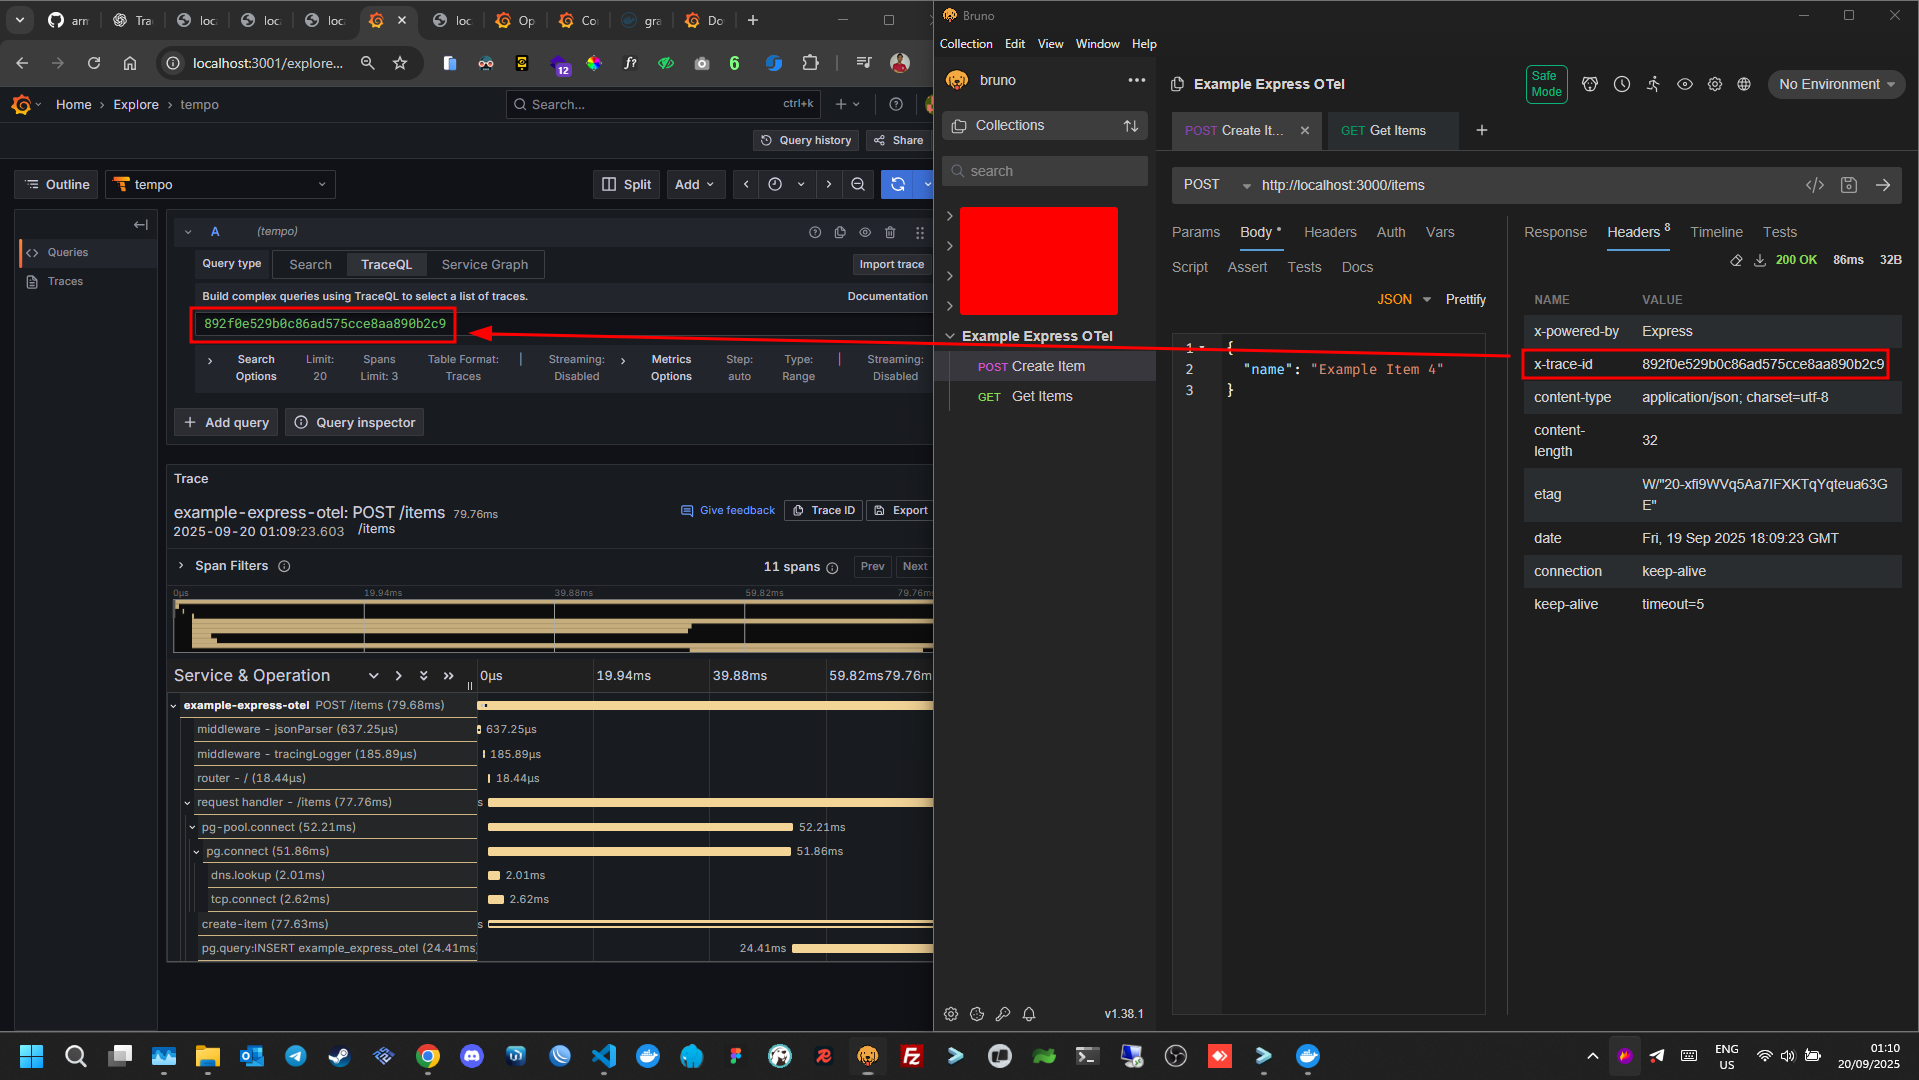 arm
Tra
loca
loca
loca
loc
Op
Co
gra
Do
localhost:3001/explore...
12
f?
6
Home › Explore › tempo
Search...
ctrl+k
Query history
Share
Outline
tempo
Split
Add
Queries
Traces
A
(tempo)
Query type
Search
TraceQL
Service Graph
Import trace
Build complex queries using TraceQL to select a list of traces.
Documentation
892f0e529b0c86ad575cce8aa890b2c9
Search Options
Limit: 20
Spans Limit: 3
Table Format: Traces
Streaming: Disabled
Metrics Options
Step: auto
Type: Range
Streaming: Disabled
Add query
Query inspector
Trace
example-express-otel: POST /items 79.76ms
2025-09-20 01:09:23.603 /items
Give feedback
Trace ID
Export
Span Filters
11 spans
Prev
Next
0µs
19.94ms
39.88ms
59.82ms
79.76ms
Service & Operation
0µs
19.94ms
39.88ms
59.82ms
79.76m
example-express-otel POST /items (79.68ms)
middleware - jsonParser (637.25µs)
637.25µs
middleware - tracingLogger (185.89µs)
185.89µs
router - / (18.44µs)
18.44µs
request handler - /items (77.76ms)
s
pg-pool.connect (52.21ms)
52.21ms
pg.connect (51.86ms)
51.86ms
dns.lookup (2.01ms)
2.01ms
tcp.connect (2.62ms)
2.62ms
create-item (77.63ms)
s
pg.query:INSERT example_express_otel (24.41ms
24.41ms
Bruno
Collection
Edit
View
Window
Help
bruno
Collections
search
Example Express OTel
POST Create Item
GET Get Items
v1.38.1
Example Express OTel
Safe Mode
No Environment
POST Create It...
GET Get Items
POST
http://localhost:3000/items
Params
Body
Headers
Auth
Vars
Script
Assert
Tests
Docs
JSON
Prettify
1 {
2 "name": "Example Item 4"
3 }
Response
Headers 8
Timeline
Tests
200 OK
86ms
32B
NAME
VALUE
x-powered-by
Express
x-trace-id
892f0e529b0c86ad575cce8aa890b2c9
content-type
application/json; charset=utf-8
content-length
32
etag
W/"20-xfi9WVq5Aa7IFXKTqYqteua63G
E"
date
Fri, 19 Sep 2025 18:09:23 GMT
connection
keep-alive
keep-alive
timeout=5
ENG
US
01:10
20/09/2025